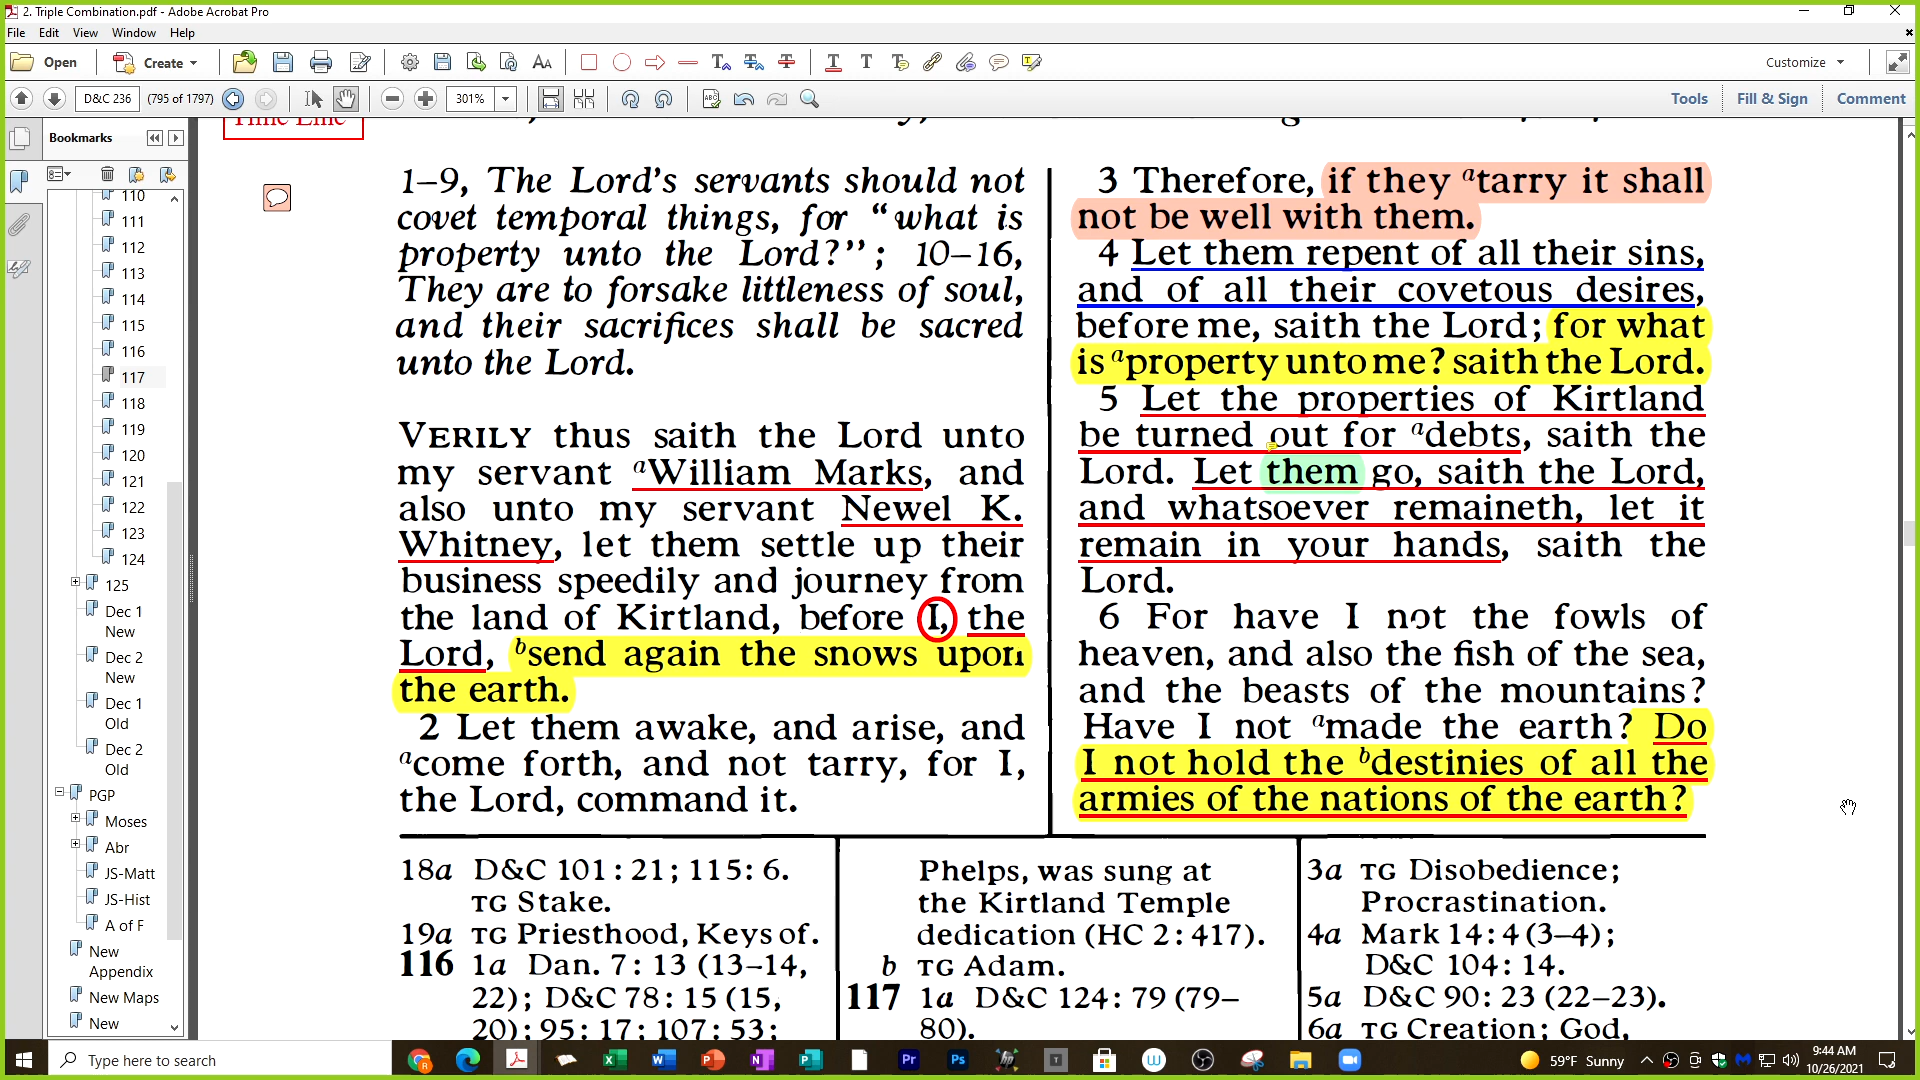 2. Triple Combination.pdf - Adobe Acrobat Pro
File Edit View Window Help
Open Create Customize
D&C 236 (795 of 1797) 301% Tools Fill & Sign Comment
Bookmarks
110
111
112
113
114
115
116
117
118
119
120
121
122
123
124
125
Dec 1
New
Dec 2
New
Dec 1
Old
Dec 2
Old
PGP
Moses
Abr
JS-Matt
JS-Hist
A of F
New
Appendix
New Maps
New
Time Line
1–9, The Lord's servants should not
covet temporal things, for “what is
property unto the Lord?”; 10–16,
They are to forsake littleness of soul,
and their sacrifices shall be sacred
unto the Lord.
VERILY thus saith the Lord unto
my servant aWilliam Marks, and
also unto my servant Newel K.
Whitney, let them settle up their
business speedily and journey from
the land of Kirtland, before I, the
Lord, bsend again the snows upon
the earth.
2 Let them awake, and arise, and
acome forth, and not tarry, for I,
the Lord, command it.
3 Therefore, if they atarry it shall
not be well with them.
4 Let them repent of all their sins,
and of all their covetous desires,
before me, saith the Lord; for what
is aproperty unto me? saith the Lord.
5 Let the properties of Kirtland
be turned out for adebts, saith the
Lord. Let them go, saith the Lord,
and whatsoever remaineth, let it
remain in your hands, saith the
Lord.
6 For have I not the fowls of
heaven, and also the fish of the sea,
and the beasts of the mountains?
Have I not amade the earth? Do
I not hold the bdestinies of all the
armies of the nations of the earth?
18a D&C 101:21; 115:6.
TG Stake.
19a TG Priesthood, Keys of.
116 1a Dan. 7:13 (13–14,
22); D&C 78:15 (15,
20); 95:17; 107:53;
Phelps, was sung at
the Kirtland Temple
dedication (HC 2:417).
b TG Adam.
117 1a D&C 124:79 (79–
80).
3a TG Disobedience;
Procrastination.
4a Mark 14:4 (3–4);
D&C 104:14.
5a D&C 90:23 (22–23).
6a TG Creation; God,
Type here to search
59°F Sunny
9:44 AM
10/26/2021